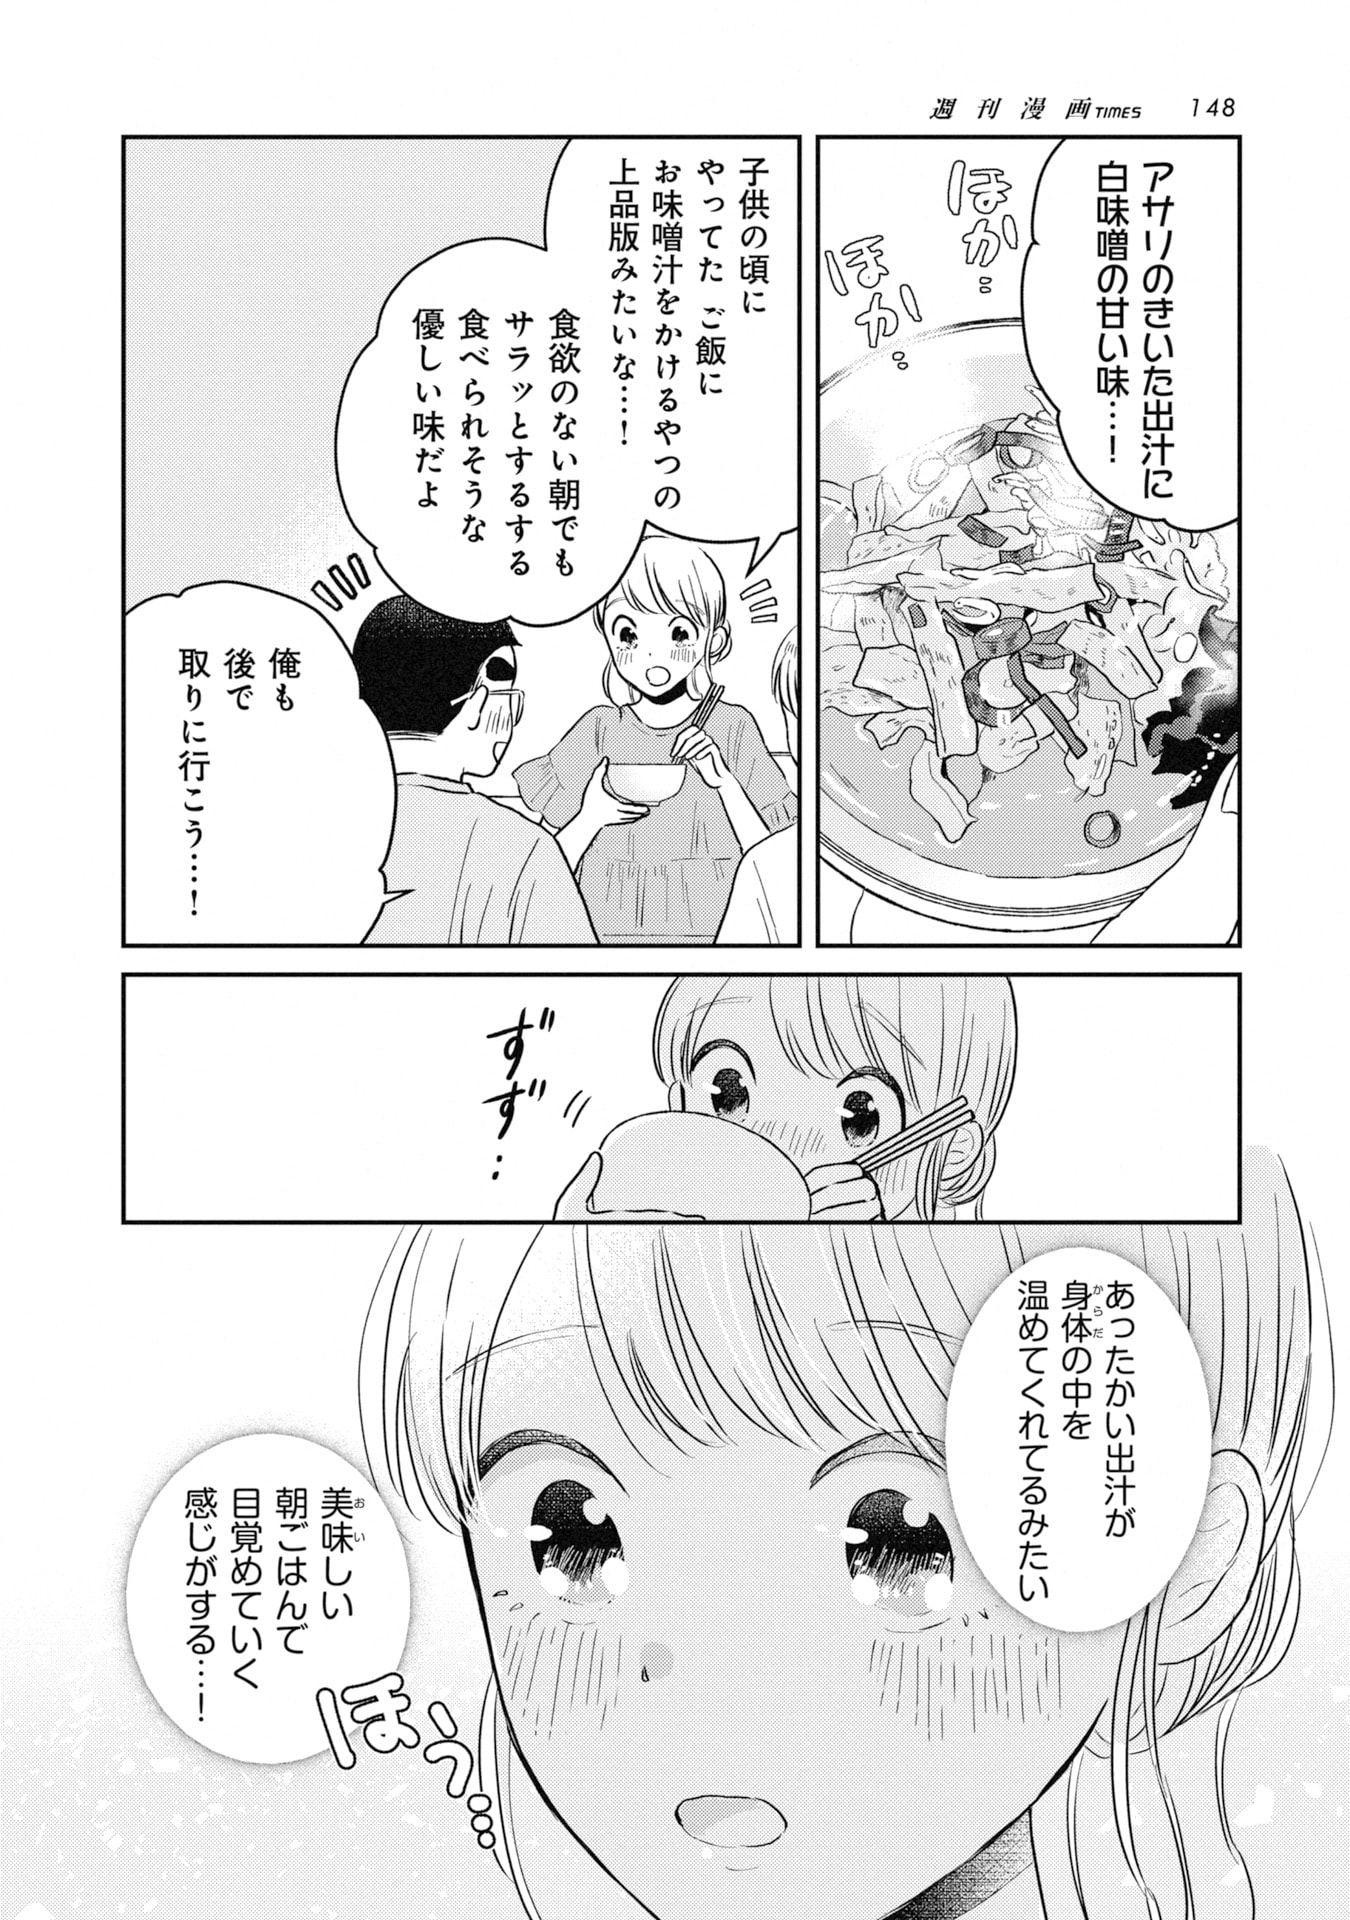 週刊漫画TIMES 148
アサリのきいた出汁に
白味噌の甘い味…!
ほか…
ほか…
子供の頃に
やってた ご飯に
お味噌汁をかけるやつの
上品版みたいな…!
食欲のない朝でも
サラッとするする
食べられそうな
優しい味だよ
俺も
後で
取りに行こう…!
ずず…
あったかい出汁が
身体の中を
からだ
温めてくれてるみたい
美味しい
おい
朝ごはんで
目覚めていく
感じがする…!
ほぅ…